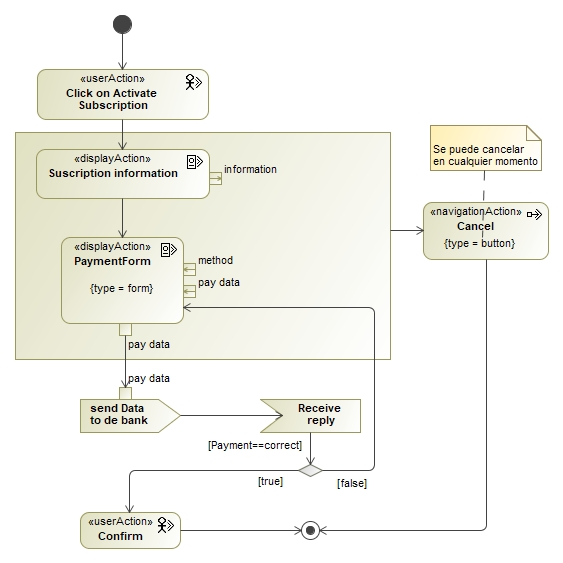 «userAction»
Click on Activate
Subscription
«displayAction»
Suscription information
information
Se puede cancelar
en cualquier momento
«navigationAction»
Cancel
{type = button}
«displayAction»
PaymentForm
{type = form}
method
pay data
pay data
pay data
send Data
to de bank
Receive
reply
[Payment==correct]
[true]
[false]
«userAction»
Confirm